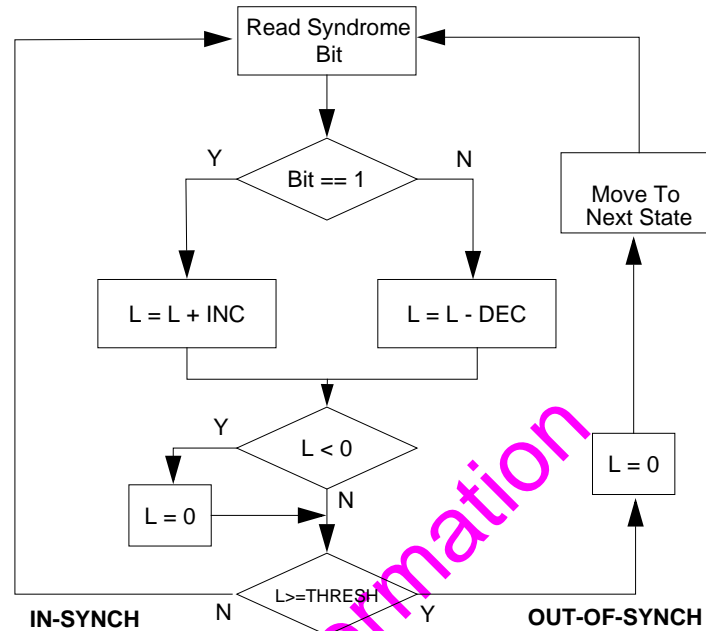 Read Syndrome
Bit
Y
Bit == 1
N
Move To
Next State
L = L + INC
L = L - DEC
Y
L < 0
N
L = 0
L = 0
L>=THRESH
N
Y
IN-SYNCH
OUT-OF-SYNCH